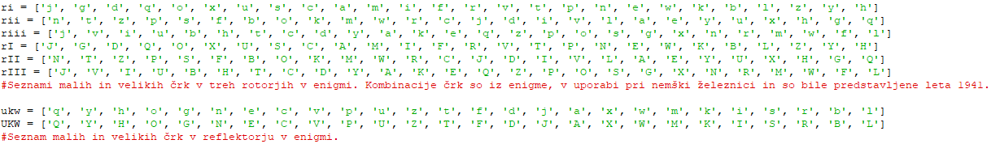 ri = ['j', 'g', 'd', 'q', 'o', 'x', 'u', 's', 'c', 'a', 'm', 'i', 'f', 'r', 'v', 't', 'p', 'n', 'e', 'w', 'k', 'b', 'l', 'z', 'y', 'h']
rii = ['n', 't', 'z', 'p', 's', 'f', 'b', 'o', 'k', 'm', 'w', 'r', 'c', 'j', 'd', 'i', 'v', 'l', 'a', 'e', 'y', 'u', 'x', 'h', 'g', 'q']
riii = ['j', 'v', 'i', 'u', 'b', 'h', 't', 'c', 'd', 'y', 'a', 'k', 'e', 'q', 'z', 'p', 'o', 's', 'g', 'x', 'n', 'r', 'm', 'w', 'f', 'l']
rI = ['J', 'G', 'D', 'Q', 'O', 'X', 'U', 'S', 'C', 'A', 'M', 'I', 'F', 'R', 'V', 'T', 'P', 'N', 'E', 'W', 'K', 'B', 'L', 'Z', 'Y', 'H']
rII = ['N', 'T', 'Z', 'P', 'S', 'F', 'B', 'O', 'K', 'M', 'W', 'R', 'C', 'J', 'D', 'I', 'V', 'L', 'A', 'E', 'Y', 'U', 'X', 'H', 'G', 'Q']
rIII = ['J', 'V', 'I', 'U', 'B', 'H', 'T', 'C', 'D', 'Y', 'A', 'K', 'E', 'Q', 'Z', 'P', 'O', 'S', 'G', 'X', 'N', 'R', 'M', 'W', 'F', 'L']
#Seznami malih in velikih črk v treh rotorjih v enigmi. Kombinacije črk so iz enigme, v uporabi pri nemški železnici in so bile predstavljene leta 1941.
ukw = ['q', 'y', 'h', 'o', 'g', 'n', 'e', 'c', 'v', 'p', 'u', 'z', 't', 'f', 'd', 'j', 'a', 'x', 'w', 'm', 'k', 'i', 's', 'r', 'b', 'l']
UKW = ['Q', 'Y', 'H', 'O', 'G', 'N', 'E', 'C', 'V', 'P', 'U', 'Z', 'T', 'F', 'D', 'J', 'A', 'X', 'W', 'M', 'K', 'I', 'S', 'R', 'B', 'L']
#Seznam malih in velikih črk v reflektorju v enigmi.